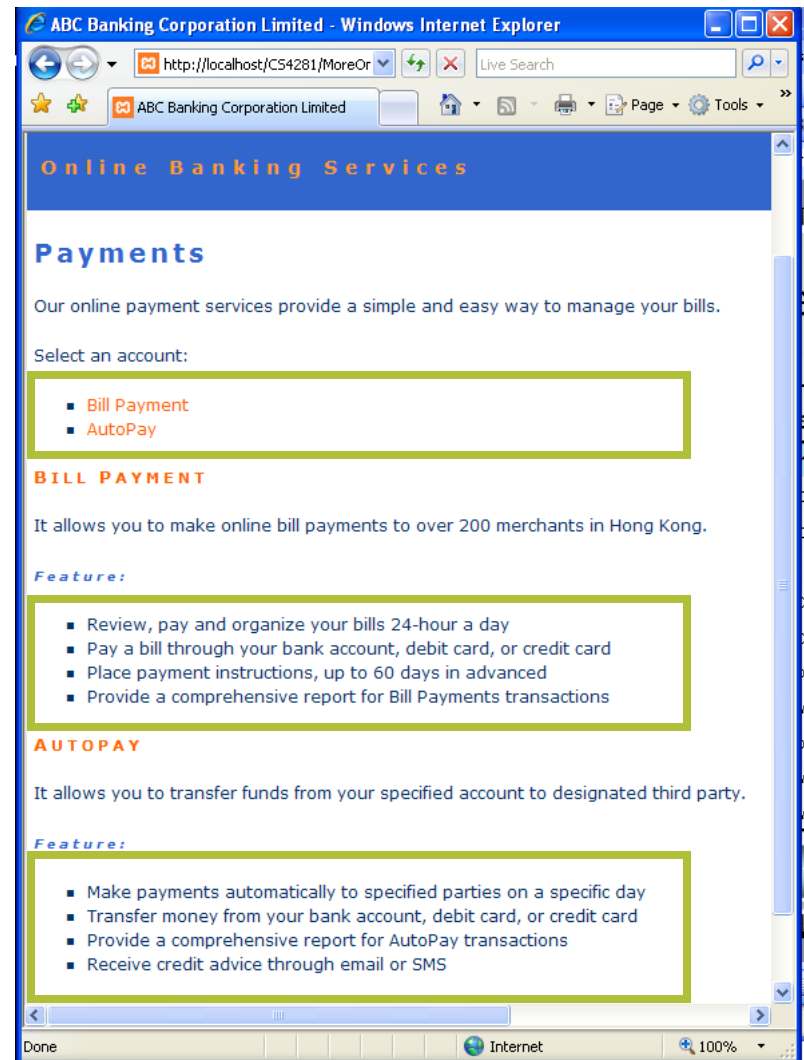 ABC Banking Corporation Limited - Windows Internet Explorer
http://localhost/CS4281/MoreOr
Live Search
ABC Banking Corporation Limited
Page
Tools
»
Online Banking Services
Payments
Our online payment services provide a simple and easy way to manage your bills.
Select an account:
Bill Payment
AutoPay
BILL PAYMENT
It allows you to make online bill payments to over 200 merchants in Hong Kong.
Feature:
Review, pay and organize your bills 24-hour a day
Pay a bill through your bank account, debit card, or credit card
Place payment instructions, up to 60 days in advanced
Provide a comprehensive report for Bill Payments transactions
AUTOPAY
It allows you to transfer funds from your specified account to designated third party.
Feature:
Make payments automatically to specified parties on a specific day
Transfer money from your bank account, debit card, or credit card
Provide a comprehensive report for AutoPay transactions
Receive credit advice through email or SMS
Done
Internet
100%